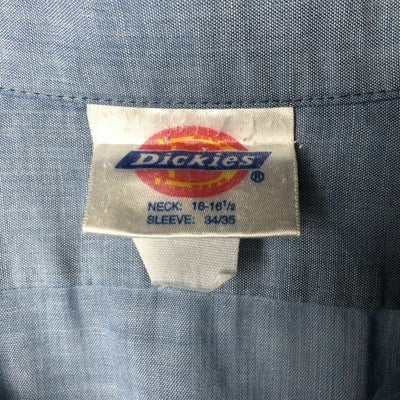 Dickies®
NECK: 16-16½
SLEEVE: 34/35